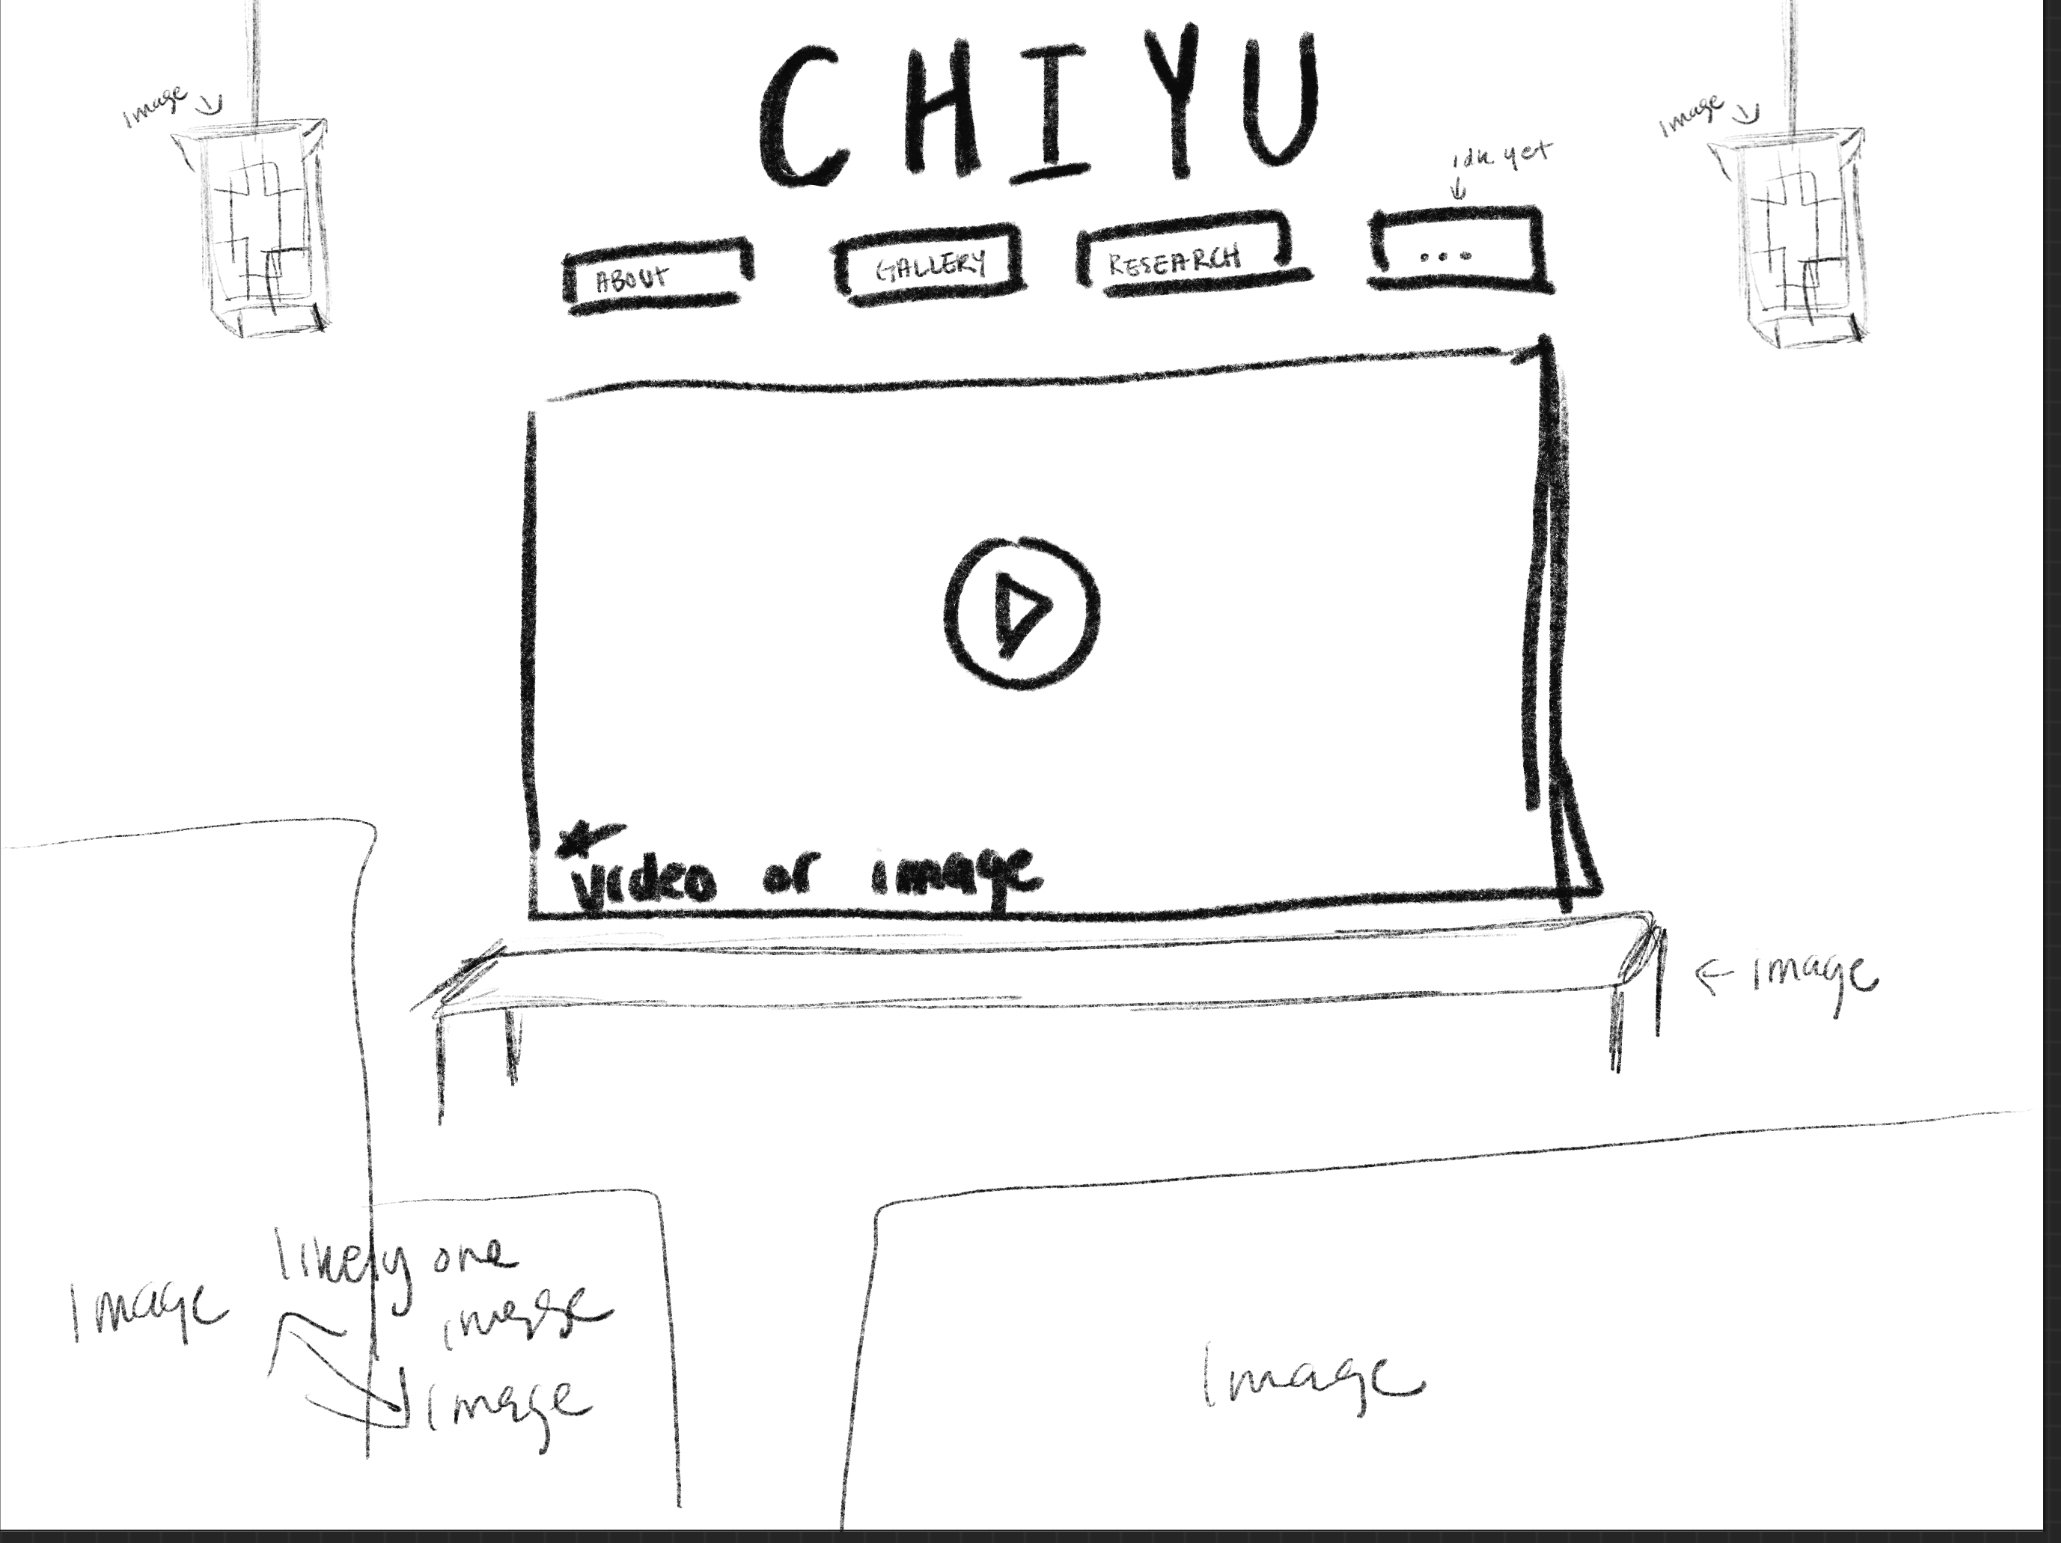 CHIYU
image
image
idk yet
ABOUT
GALLERY
RESEARCH
...
video or image
image
likely one
image
Image
image
Image